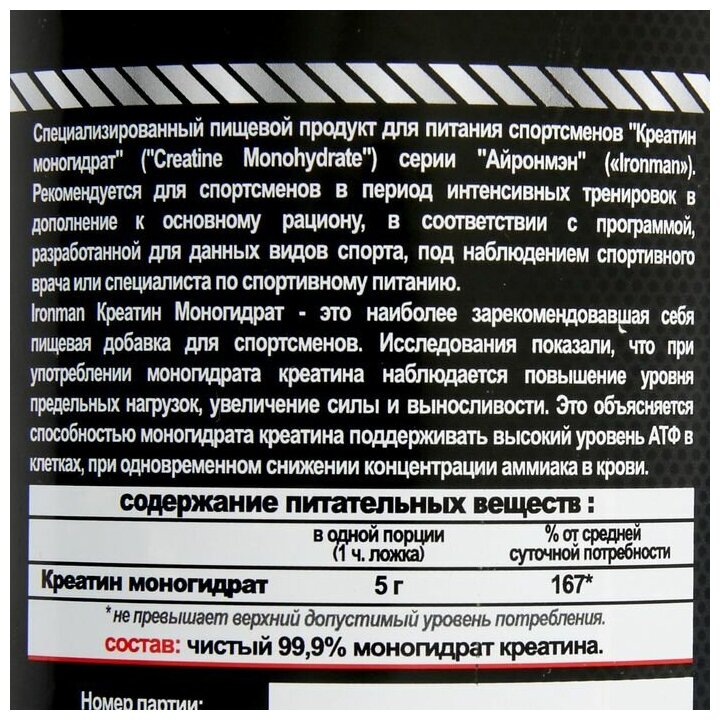 Специализированный пищевой продукт для питания спортсменов "Креатин
моногидрат" ("Creatine Monohydrate") серии "Айронмэн" («Ironman»).
Рекомендуется для спортсменов в период интенсивных тренировок в
дополнение к основному рациону, в соответствии с программой,
разработанной для данных видов спорта, под наблюдением спортивного
врача или специалиста по спортивному питанию.
Ironman Креатин Моногидрат - это наиболее зарекомендовавшая себя
пищевая добавка для спортсменов. Исследования показали, что при
употреблении моногидрата креатина наблюдается повышение уровня
предельных нагрузок, увеличение силы и выносливости. Это объясняется
способностью моногидрата креатина поддерживать высокий уровень АТФ в
клетках, при одновременном снижении концентрации аммиака в крови.
содержание питательных веществ :
в одной порции % от средней
(1 ч. ложка) суточной потребности
Креатин моногидрат 5 г 167*
*не превышает верхний допустимый уровень потребления.
состав: чистый 99,9% моногидрат креатина.
Номер партии: